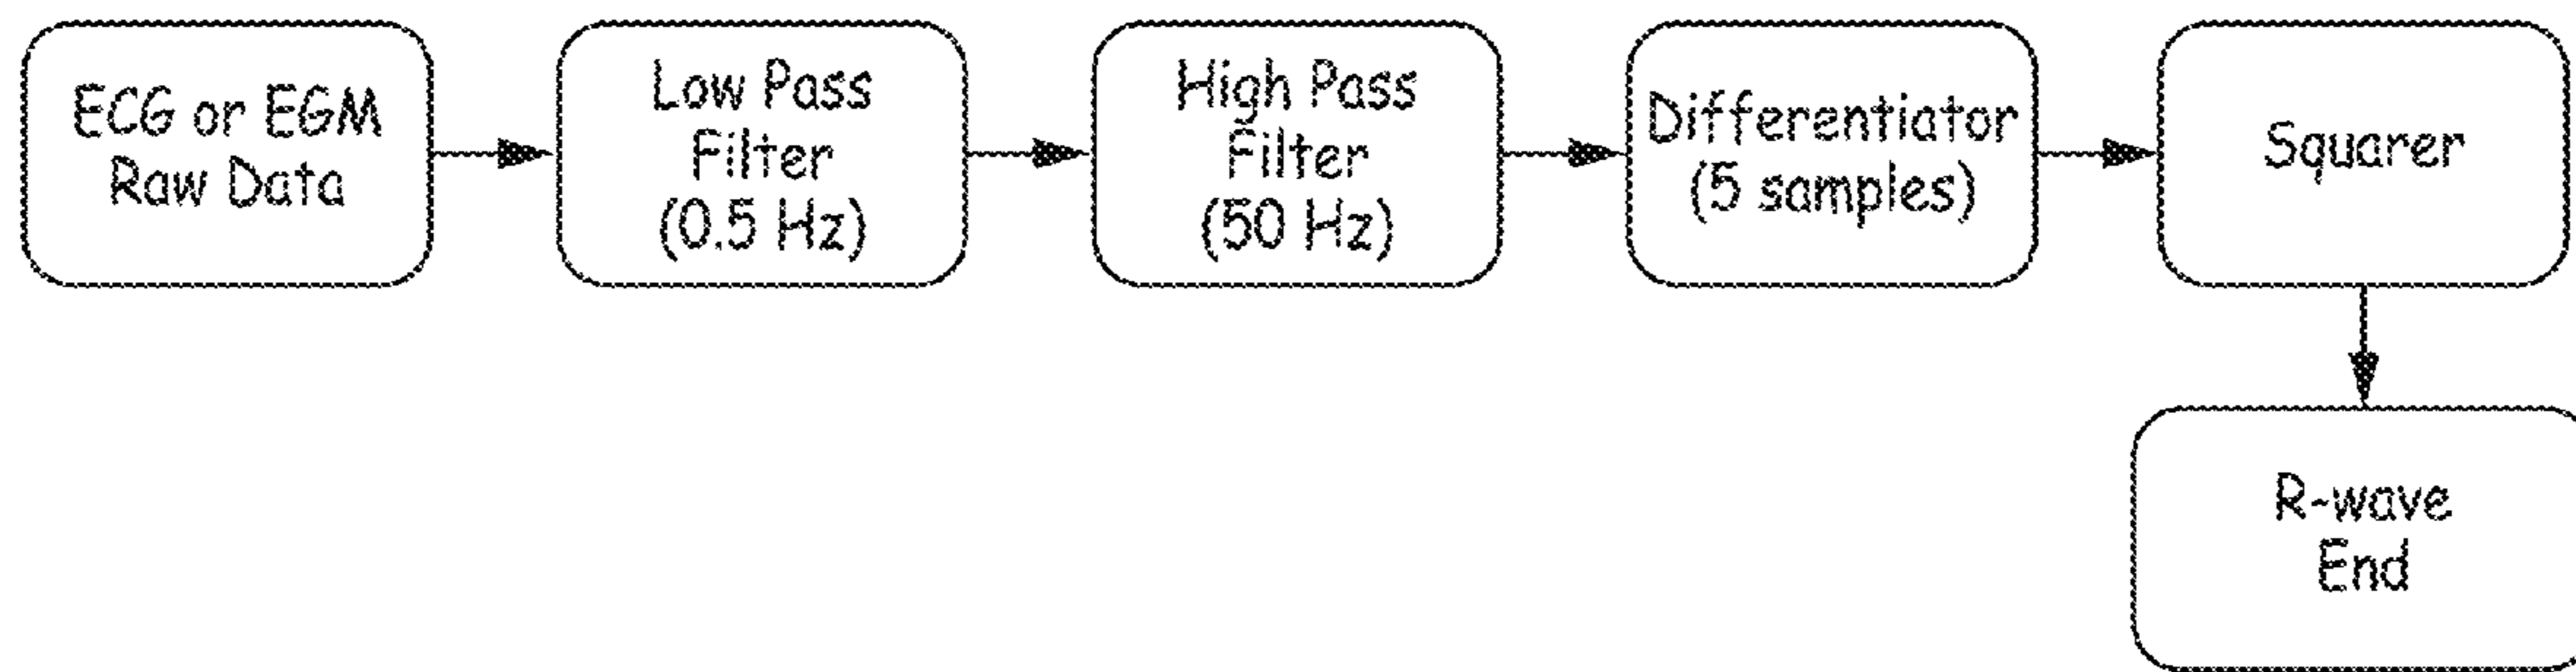 ECG or EGM
Raw Data
Low Pass
Filter
(0.5 Hz)
High Pass
Filter
(50 Hz)
Differentiator
(5 samples)
Squarer
R-wave
End